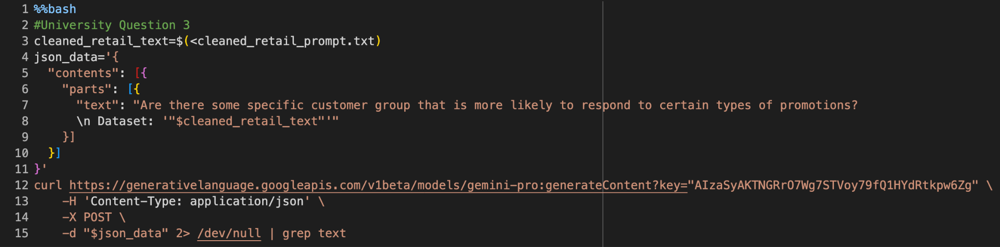 1 %%bash
2 #University Question 3
3 cleaned_retail_text=$(<cleaned_retail_prompt.txt)
4 json_data='{
5 "contents": [{
6 "parts": [{
7 "text": "Are there some specific customer group that is more likely to respond to certain types of promotions?
8 \n Dataset: '"$cleaned_retail_text"'"
9 }]
10 }]
11 }'
12 curl https://generativelanguage.googleapis.com/v1beta/models/gemini-pro:generateContent?key="AIzaSyAKTNGRrO7Wg7STVoy79fQ1HYdRtkpw6Zg" \
13 -H 'Content-Type: application/json' \
14 -X POST \
15 -d "$json_data" 2> /dev/null | grep text